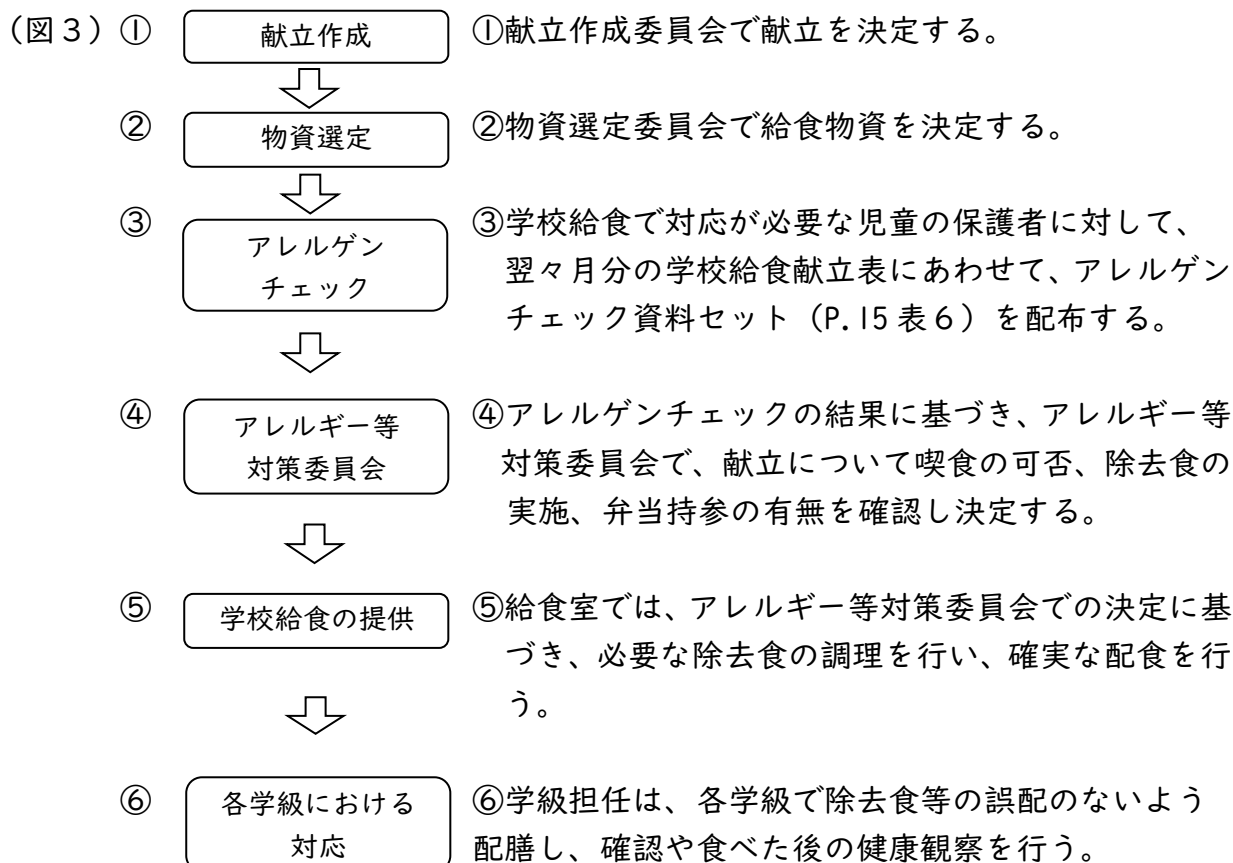 (図3) ① 献立作成 ①献立作成委員会で献立を決定する。
② 物資選定 ②物資選定委員会で給食物資を決定する。
③ アレルゲン ③学校給食で対応が必要な児童の保護者に対して、
チェック 翌々月分の学校給食献立表にあわせて、アレルゲン
チェック資料セット(P.15表6)を配布する。
④ アレルギー等 ④アレルゲンチェックの結果に基づき、アレルギー等
対策委員会 対策委員会で、献立について喫食の可否、除去食の
実施、弁当持参の有無を確認し決定する。
⑤ 学校給食の提供 ⑤給食室では、アレルギー等対策委員会での決定に基
づき、必要な除去食の調理を行い、確実な配食を行
う。
⑥ 各学級における ⑥学級担任は、各学級で除去食等の誤配のないよう
対応 配膳し、確認や食べた後の健康観察を行う。